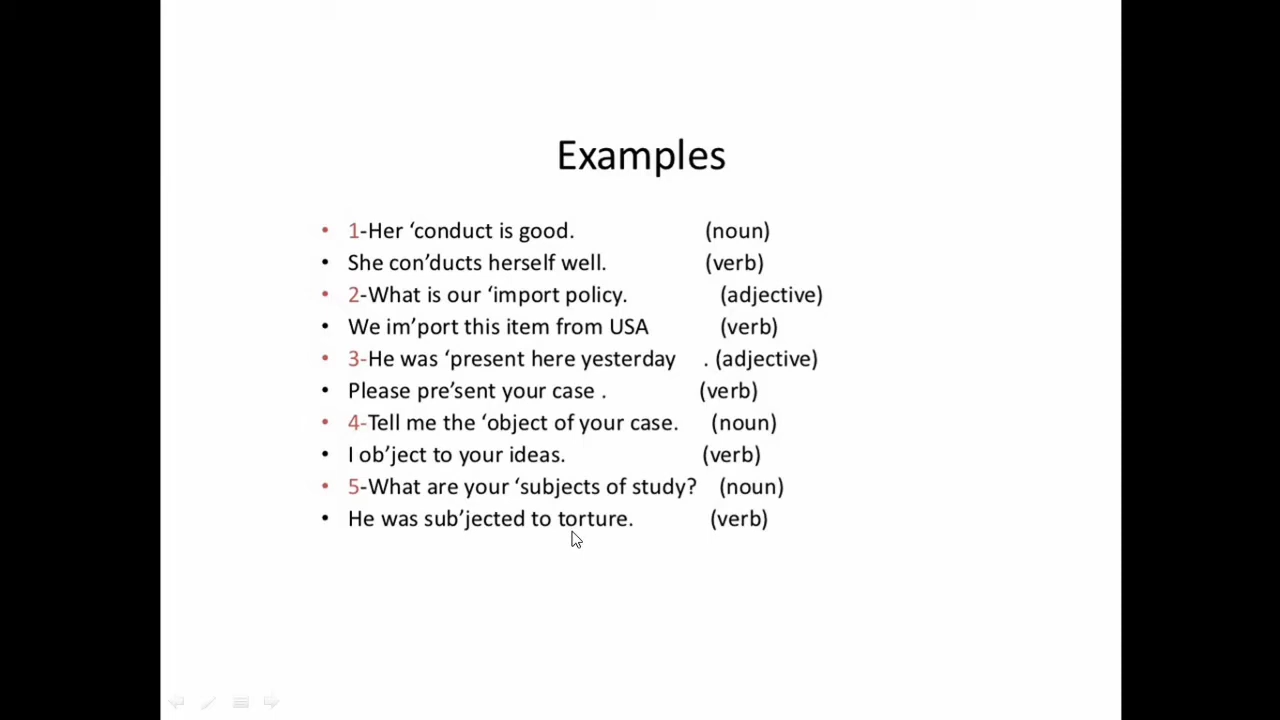 Examples
• 1-Her ‘conduct is good. (noun)
• She con’ducts herself well. (verb)
• 2-What is our ‘import policy. (adjective)
• We im’port this item from USA (verb)
• 3-He was ‘present here yesterday . (adjective)
• Please pre’sent your case . (verb)
• 4-Tell me the ‘object of your case. (noun)
• I ob’ject to your ideas. (verb)
• 5-What are your ‘subjects of study? (noun)
• He was sub’jected to torture. (verb)